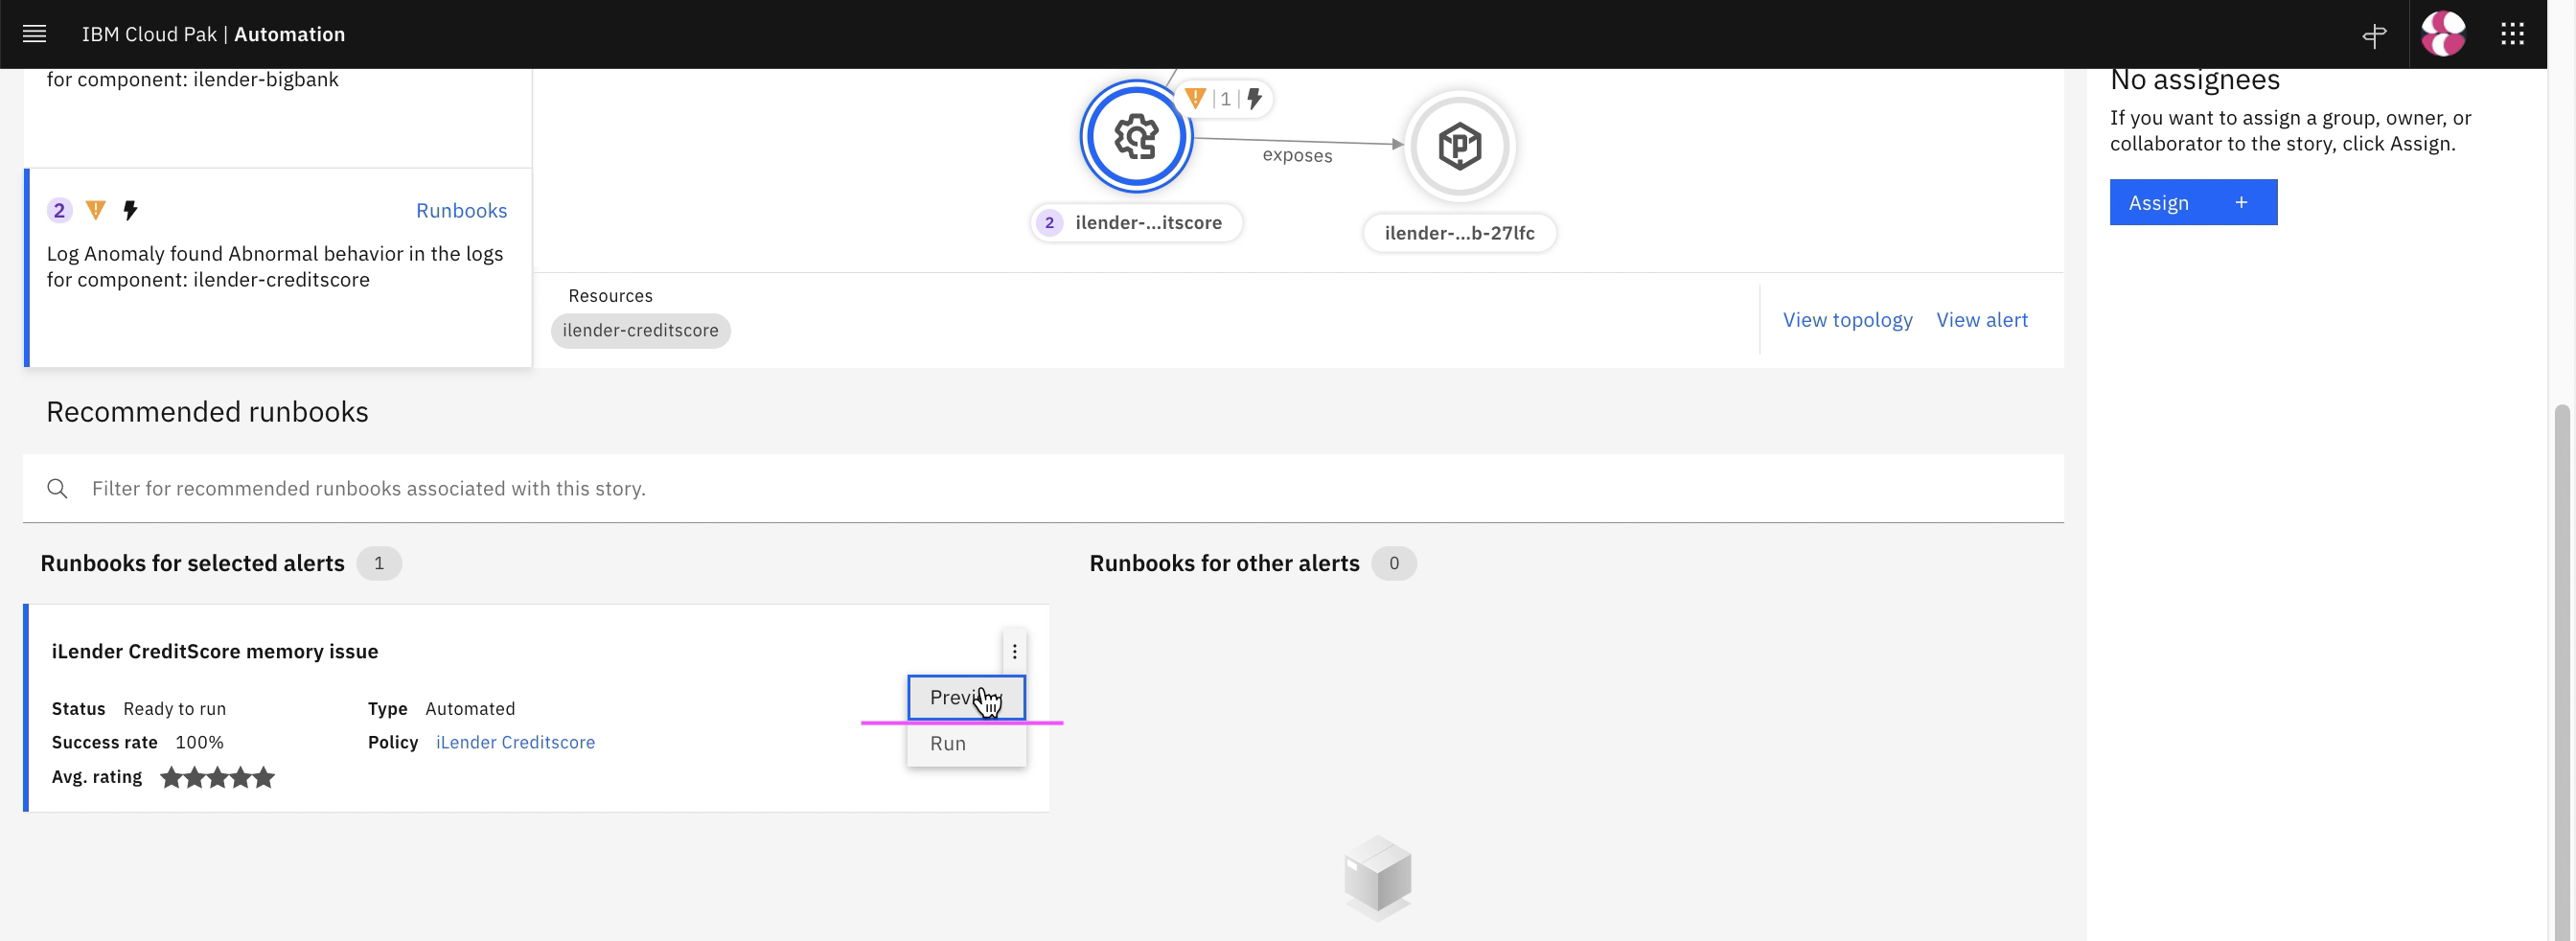 IBM Cloud Pak | Automation
for component: ilender-bigbank
2
Runbooks
Log Anomaly found Abnormal behavior in the logs
for component: ilender-creditscore
1
exposes
2 ilender-...itscore
ilender-...b-27lfc
Resources
ilender-creditscore
View topology
View alert
No assignees
If you want to assign a group, owner, or
collaborator to the story, click Assign.
Assign +
Recommended runbooks
Filter for recommended runbooks associated with this story.
Runbooks for selected alerts 1
Runbooks for other alerts 0
iLender CreditScore memory issue
Status Ready to run
Type Automated
Success rate 100%
Policy iLender Creditscore
Avg. rating
Run